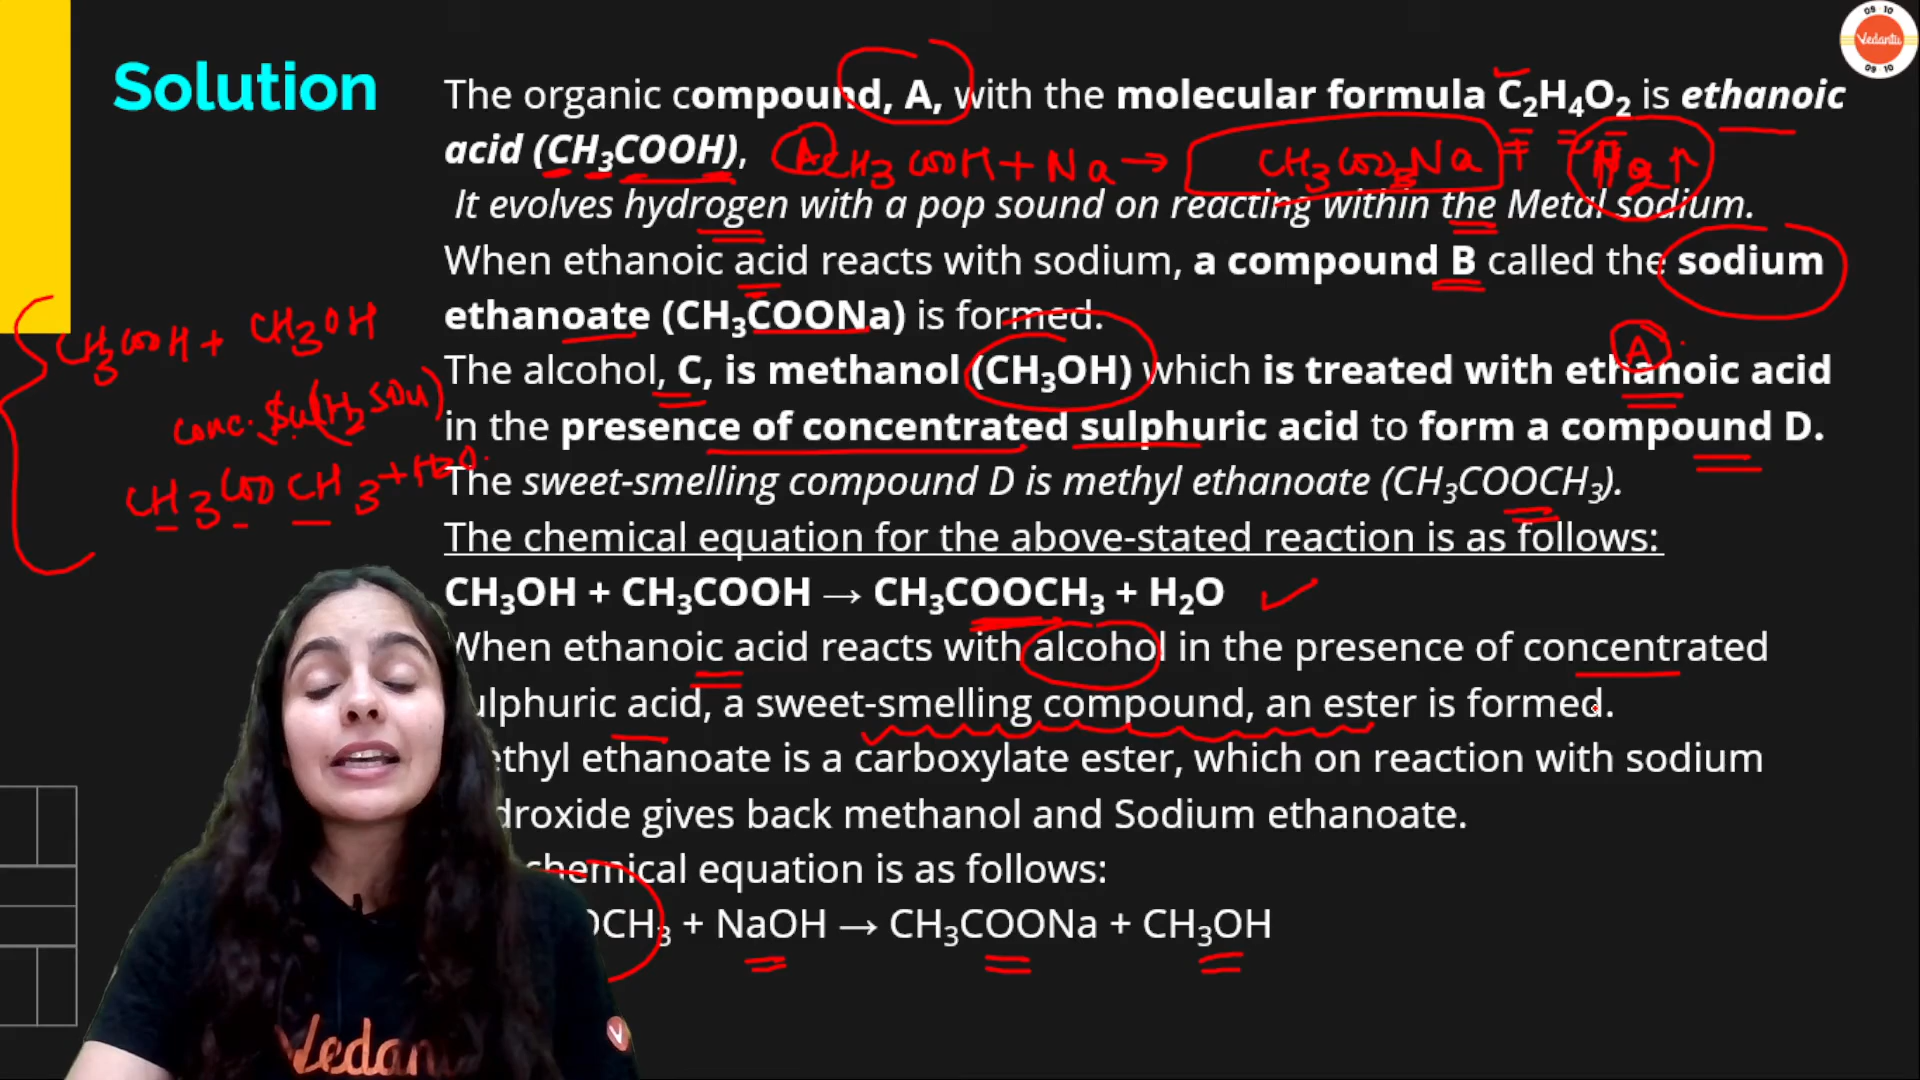 Solution
The organic compound, A, with the molecular formula C₂H₄O₂ is ethanoic
acid (CH₃COOH),
A CH₃COOH + Na → CH₃COONa + H₂↑
It evolves hydrogen with a pop sound on reacting within the Metal sodium.
When ethanoic acid reacts with sodium, a compound B called the sodium
ethanoate (CH₃COONa) is formed.
A
The alcohol, C, is methanol (CH₃OH) which is treated with ethanoic acid
in the presence of concentrated sulphuric acid to form a compound D.
The sweet-smelling compound D is methyl ethanoate (CH₃COOCH₃).
The chemical equation for the above-stated reaction is as follows:
CH₃OH + CH₃COOH → CH₃COOCH₃ + H₂O
When ethanoic acid reacts with alcohol in the presence of concentrated
ulphuric acid, a sweet-smelling compound, an ester is formed.
ethyl ethanoate is a carboxylate ester, which on reaction with sodium
droxide gives back methanol and Sodium ethanoate.
chemical equation is as follows:
OCH₃ + NaOH → CH₃COONa + CH₃OH
CH₃COOH + CH₃OH
conc. (H₂SO₄)
CH₃COOCH₃ + H₂O.
Vedantu
09 10
09 10
Vedant
V